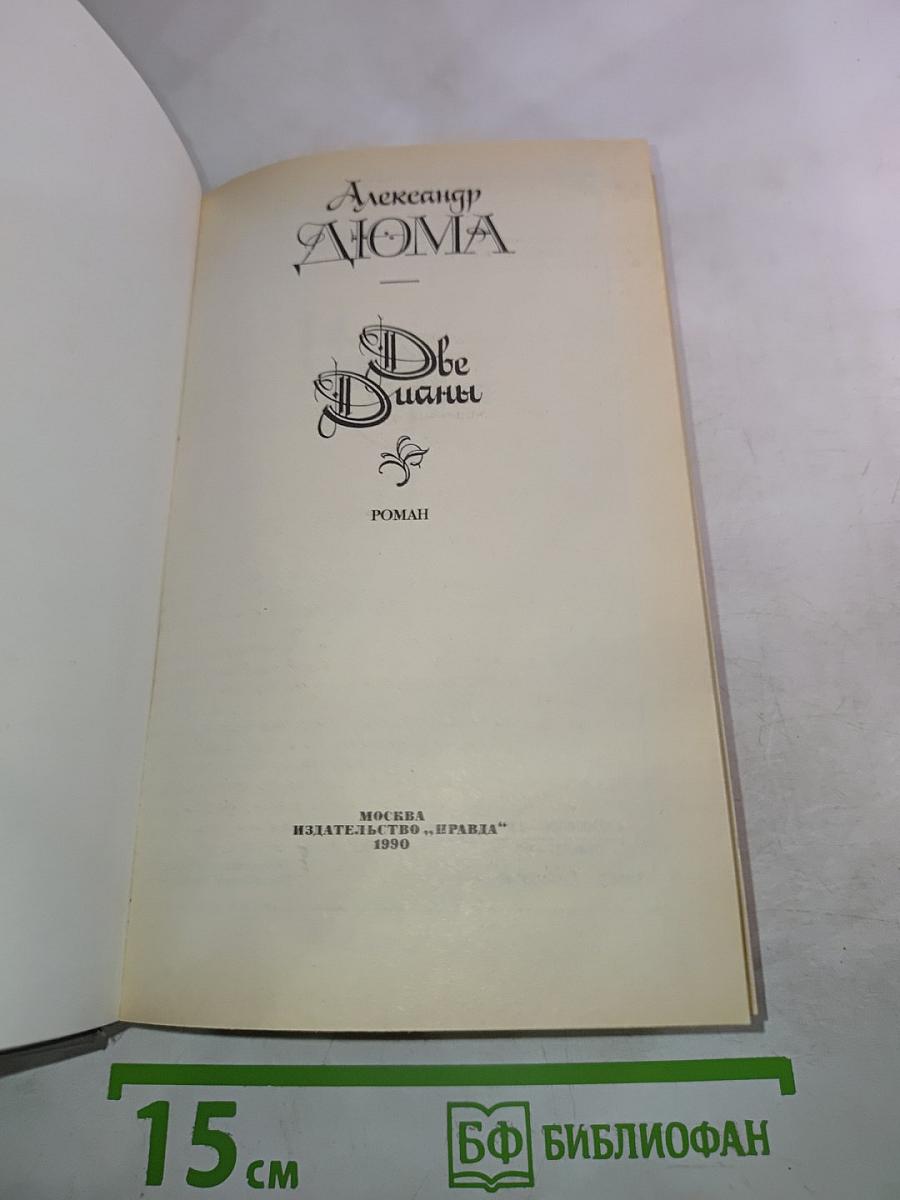 Александр
ДЮМА
Две
Дианы
РОМАН
МОСКВА
ИЗДАТЕЛЬСТВО „ПРАВДА“
1990
15 см
БФ БИБЛИОФАН